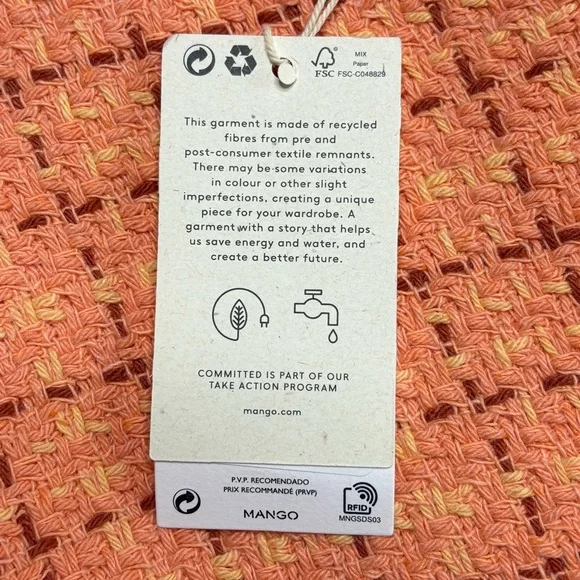 MIX
Paper
FSC FSC-C048829
This garment is made of recycled
fibres from pre and
post-consumer textile remnants.
There may be some variations
in colour or other slight
imperfections, creating a unique
piece for your wardrobe. A
garment with a story that helps
us save energy and water, and
create a better future.
COMMITTED IS PART OF OUR
TAKE ACTION PROGRAM
mango.com
P.V.P. RECOMENDADO
PRIX RECOMMANDÉ (PRVP)
MANGO
RFID
MNGSDS03